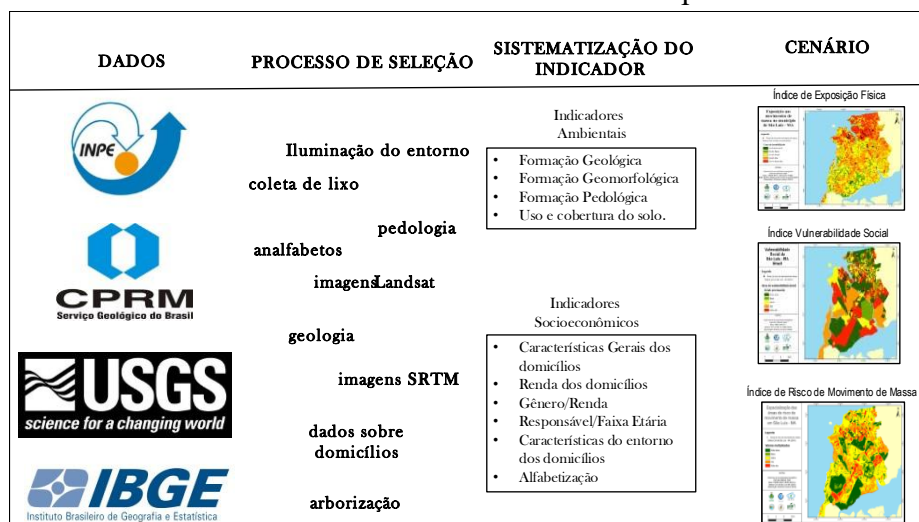 DADOS
PROCESSO DE SELEÇÃO
SISTEMATIZAÇÃO DO
INDICADOR
CENÁRIO
INPE
CPRM
Serviço Geológico do Brasil
USGS
science for a changing world
IBGE
Instituto Brasileiro de Geografia e Estatística
Iluminação do entorno
coleta de lixo
pedologia
analfabetos
imagensLandsat
geologia
imagens SRTM
dados sobre
domicílios
arborização
Indicadores
Ambientais
• Formação Geológica
• Formação Geomorfológica
• Formação Pedológica
• Uso e cobertura do solo.
Indicadores
Socioeconômicos
• Características Gerais dos
domicílios
• Renda dos domicílios
• Gênero/Renda
• Responsável/Faixa Etária
• Características do entorno
dos domicílios
• Alfabetização
Índice de Exposição Física
Índice Vulnerabilidade Social
Índice de Risco de Movimento de Massa